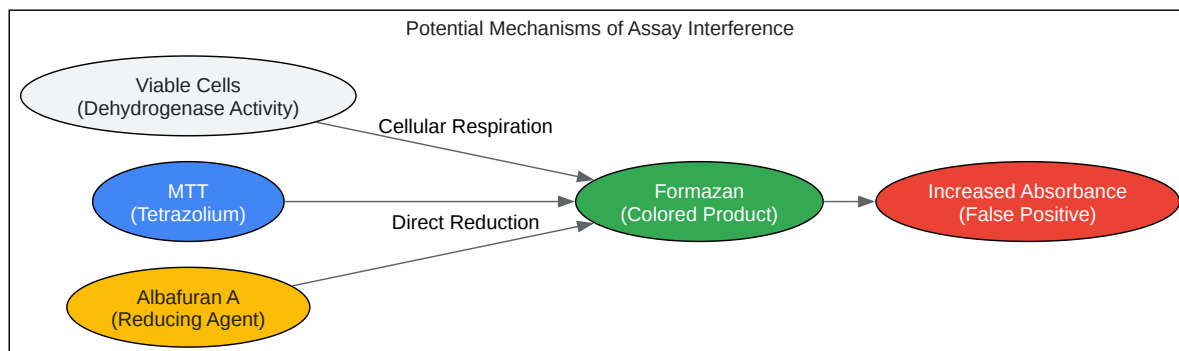 Potential Mechanisms of Assay Interference
Viable Cells
(Dehydrogenase Activity)
Cellular Respiration
MTT
(Tetrazolium)
Formazan
(Colored Product)
Increased Absorbance
(False Positive)
Direct Reduction
Albafuran A
(Reducing Agent)